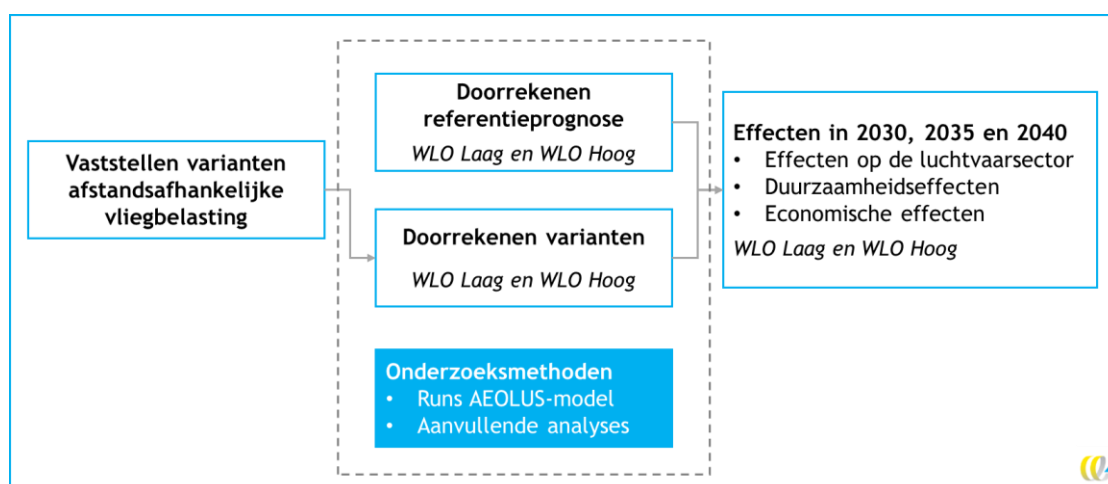 Vaststellen varianten
afstandsafhankelijke
vliegbelasting
Doorrekenen
referentieprognose
WLO Laag en WLO Hoog
Doorrekenen varianten
WLO Laag en WLO Hoog
Onderzoeksmethoden
• Runs AEOLUS-model
• Aanvullende analyses
Effecten in 2030, 2035 en 2040
• Effecten op de luchtvaarsector
• Duurzaamheidseffecten
• Economische effecten
WLO Laag en WLO Hoog